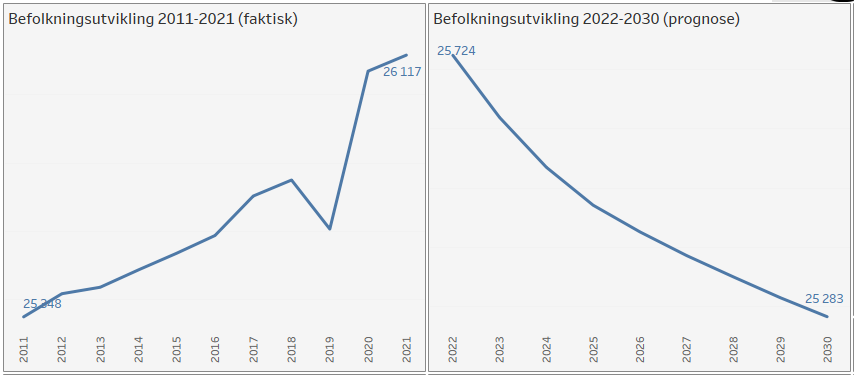 Befolkningsutvikling 2011-2021 (faktisk)
26 117
25 348
2011 2012 2013 2014 2015 2016 2017 2018 2019 2020 2021
Befolkningsutvikling 2022-2030 (prognose)
25 724
25 283
2022 2023 2024 2025 2026 2027 2028 2029 2030